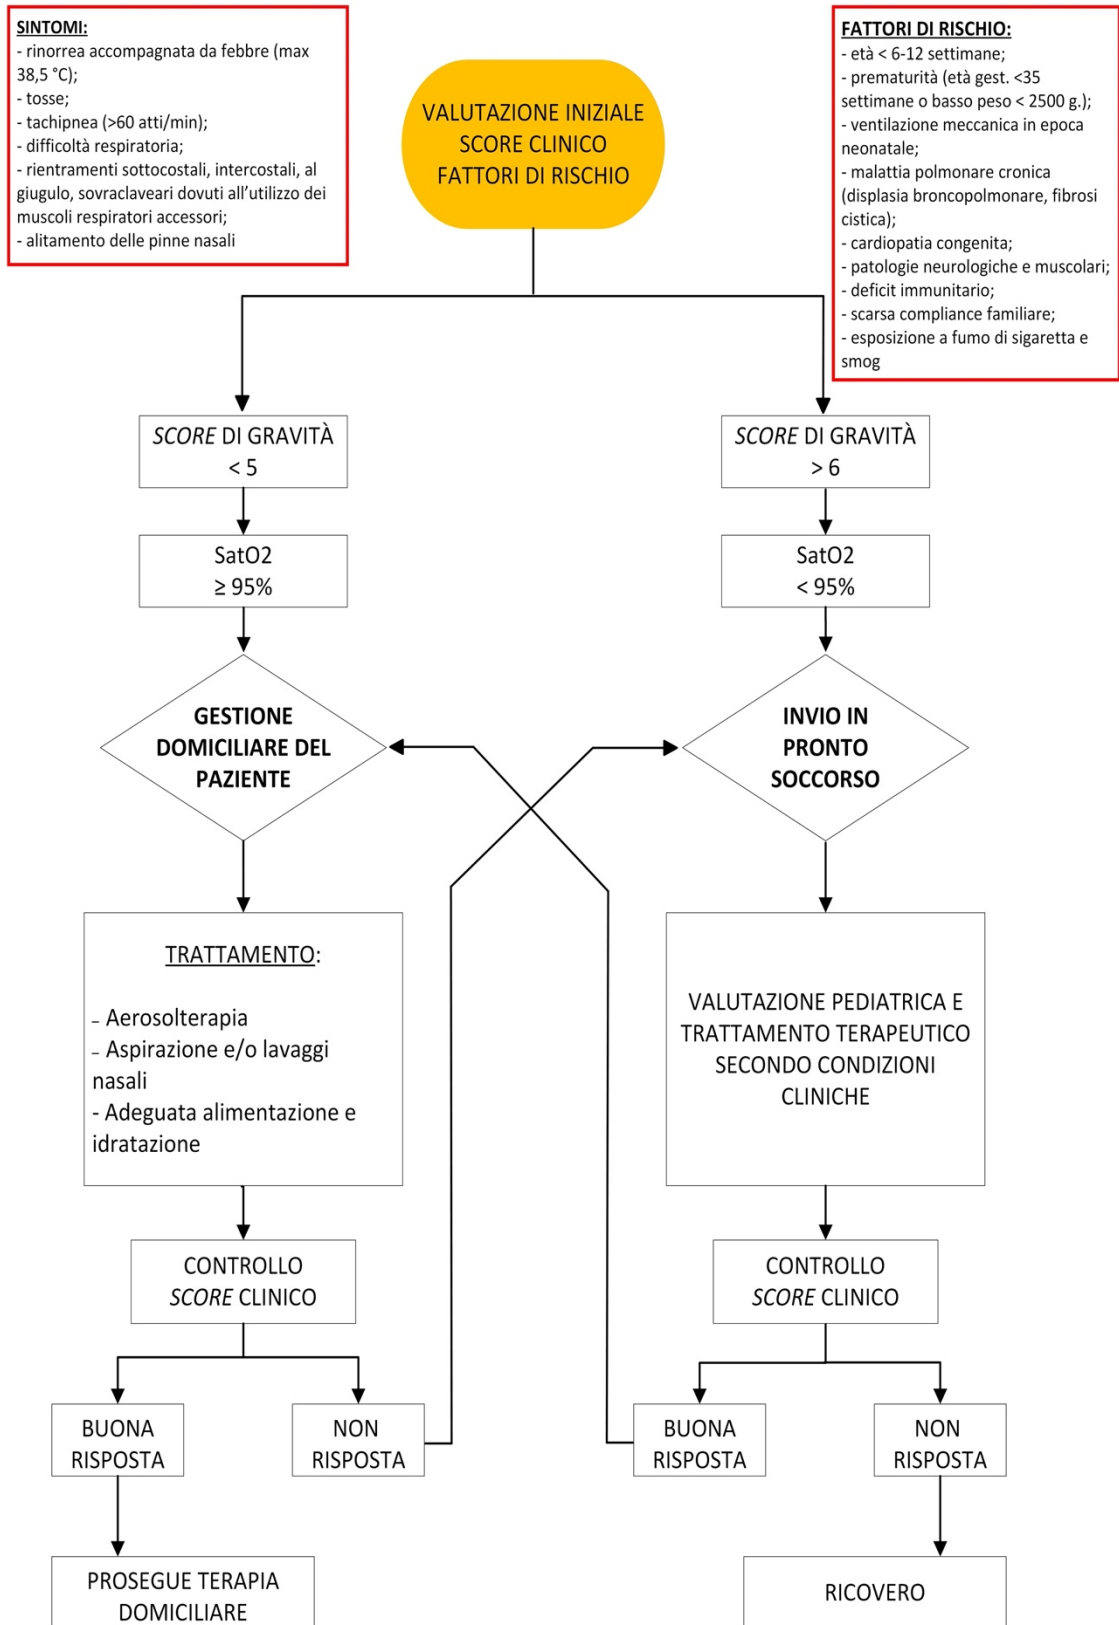 SINTOMI:
- rinorrea accompagnata da febbre (max
38,5 °C);
- tosse;
- tachipnea (>60 atti/min);
- difficoltà respiratoria;
- rientramenti sottocostali, intercostali, al
giugulo, sovraclaveari dovuti all’utilizzo dei
muscoli respiratori accessori;
- alitamento delle pinne nasali
VALUTAZIONE INIZIALE
SCORE CLINICO
FATTORI DI RISCHIO
FATTORI DI RISCHIO:
- età < 6-12 settimane;
- prematurità (età gest. <35
settimane o basso peso < 2500 g.);
- ventilazione meccanica in epoca
neonatale;
- malattia polmonare cronica
(displasia broncopolmonare, fibrosi
cistica);
- cardiopatia congenita;
- patologie neurologiche e muscolari;
- deficit immunitario;
- scarsa compliance familiare;
- esposizione a fumo di sigaretta e
smog
SCORE DI GRAVITÀ
< 5
SCORE DI GRAVITÀ
> 6
SatO2
≥ 95%
SatO2
< 95%
GESTIONE
DOMICILIARE DEL
PAZIENTE
INVIO IN
PRONTO
SOCCORSO
TRATTAMENTO:
– Aerosolterapia
– Aspirazione e/o lavaggi
nasali
- Adeguata alimentazione e
idratazione
VALUTAZIONE PEDIATRICA E
TRATTAMENTO TERAPEUTICO
SECONDO CONDIZIONI
CLINICHE
CONTROLLO
SCORE CLINICO
CONTROLLO
SCORE CLINICO
BUONA
RISPOSTA
NON
RISPOSTA
BUONA
RISPOSTA
NON
RISPOSTA
PROSEGUE TERAPIA
DOMICILIARE
RICOVERO